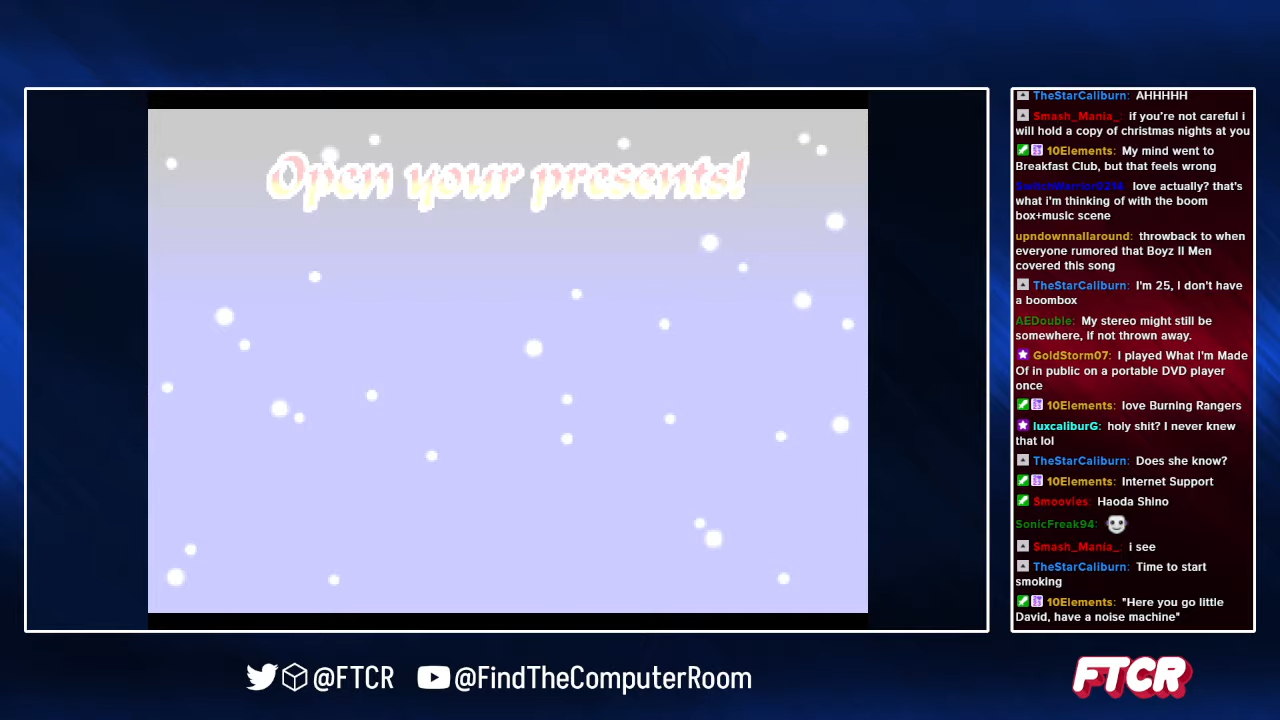 Open your presents!
TheStarCaliburn: AHHHHH
Smash_Mania_: if you're not careful i
will hold a copy of christmas nights at you
10Elements: My mind went to
Breakfast Club, but that feels wrong
SwitchWarrior0214 love actually? that's
what i'm thinking of with the boom
box+music scene
upndownnallaround: throwback to when
everyone rumored that Boyz II Men
covered this song
TheStarCaliburn: I'm 25, I don't have
a boombox
AEDouble: My stereo might still be
somewhere, if not thrown away.
GoldStorm07: I played What I'm Made
Of in public on a portable DVD player
once
10Elements: love Burning Rangers
luxcaliburG: holy shit? I never knew
that lol
TheStarCaliburn: Does she know?
10Elements: Internet Support
Smoovies: Haoda Shino
SonicFreak94:
Smash_Mania_: i see
TheStarCaliburn: Time to start
smoking
10Elements: "Here you go little
David, have a noise machine"
@FTCR @FindTheComputerRoom
FTCR